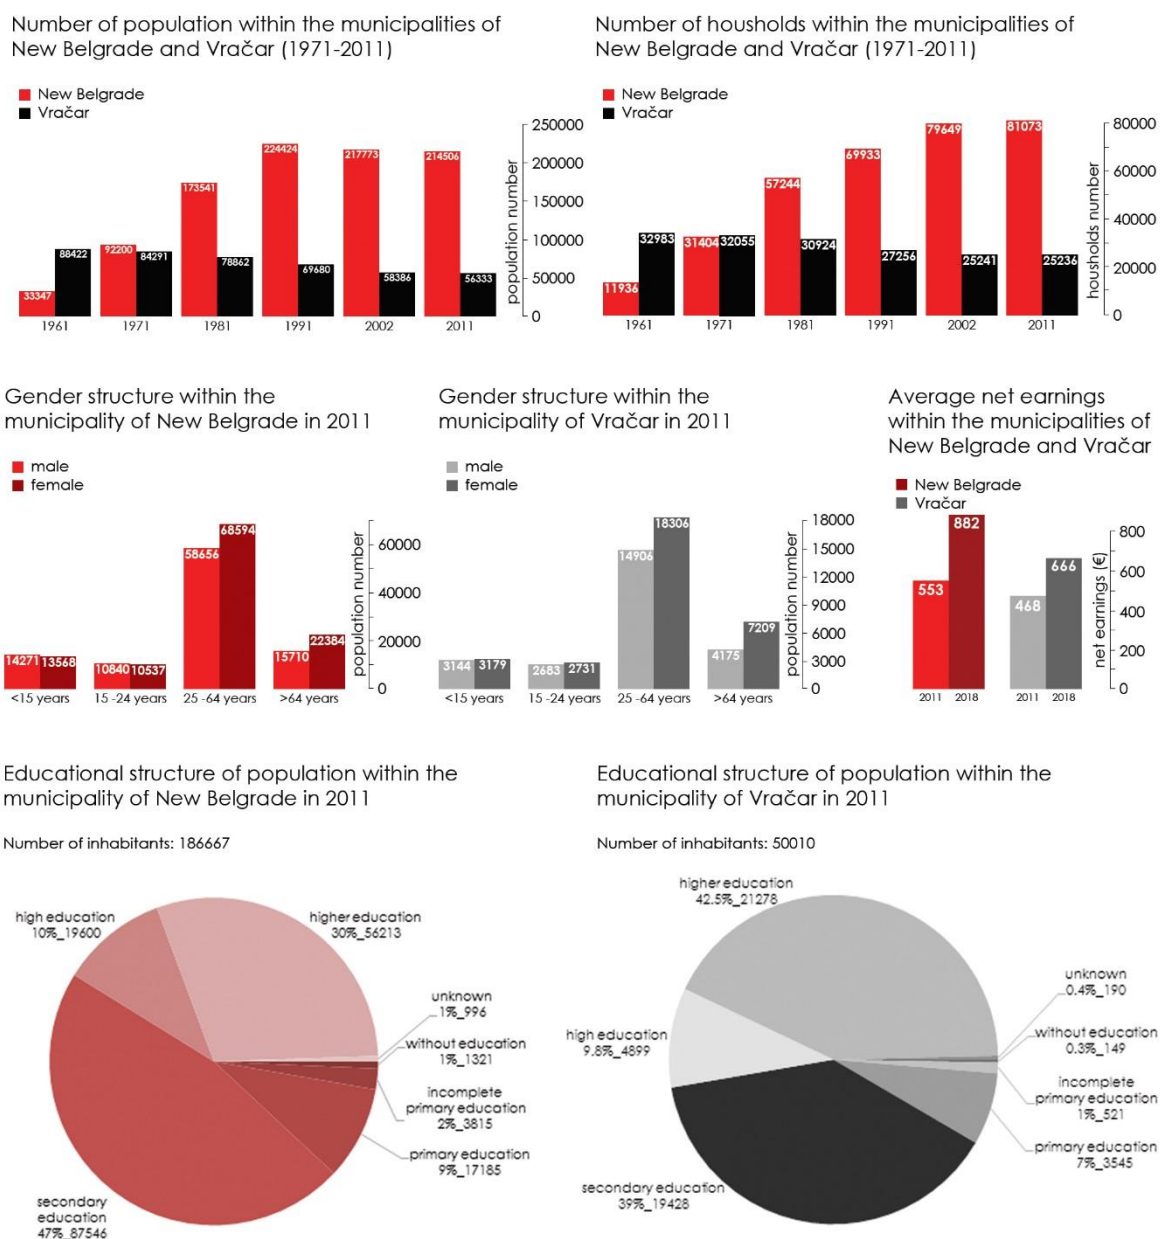 Number of population within the municipalities of
New Belgrade and Vračar (1971-2011)
New Belgrade
Vračar
250000
200000
150000
100000
50000
0
population number
33347
88422
92200
84291
173541
78862
224424
69680
217773
58386
214506
56333
1961
1971
1981
1991
2002
2011
Number of housholds within the municipalities of
New Belgrade and Vračar (1971-2011)
New Belgrade
Vračar
80000
60000
40000
20000
0
housholds number
11936
32983
31404
32055
57244
30924
69933
27256
79649
25241
81073
25236
1961
1971
1981
1991
2002
2011
Gender structure within the
municipality of New Belgrade in 2011
male
female
60000
40000
20000
0
population number
14271
13568
10840
10537
58656
68594
15710
22384
<15 years
15 -24 years
25 -64 years
>64 years
Gender structure within the
municipality of Vračar in 2011
male
female
18000
15000
12000
9000
6000
3000
0
population number
3144
3179
2683
2731
14906
18306
4175
7209
<15 years
15 -24 years
25 -64 years
>64 years
Average net earnings
within the municipalities of
New Belgrade and Vračar
New Belgrade
Vračar
800
600
400
200
0
net earnings (€)
553
882
468
666
2011
2018
2011
2018
Educational structure of population within the
municipality of New Belgrade in 2011
Number of inhabitants: 186667
high education
10%_19600
higher education
30%_56213
unknown
1%_996
without education
1%_1321
incomplete
primary education
2%_3815
primary education
9%_17185
secondary
education
47%_87546
Educational structure of population within the
municipality of Vračar in 2011
Number of inhabitants: 50010
higher education
42.5%_21278
unknown
0.4%_190
without education
0.3%_149
incomplete
primary education
1%_521
primary education
7%_3545
high education
9.8%_4899
secondary education
39%_19428